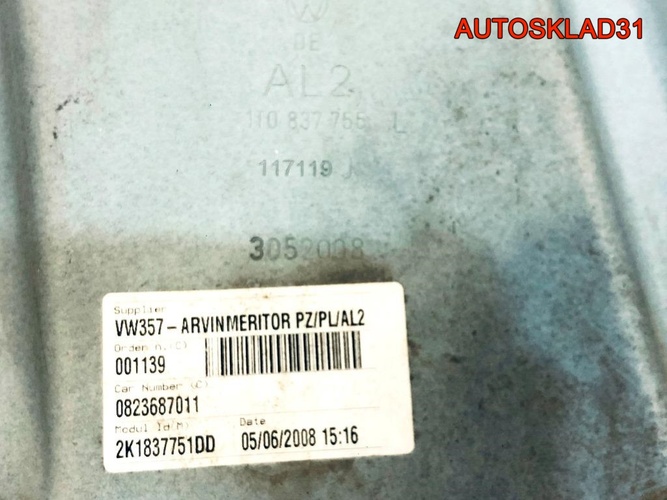 AUTOSKLAD31
DE
AL2
1T0 837 755 L
117119
3052008
Supplier
VW357-ARVINMERITOR PZ/PL/AL2
Orden n.(C)
001139
Car Number (C)
0823687011
Modul Id(M) Date
2K1837751DD 05/06/2008 15:16